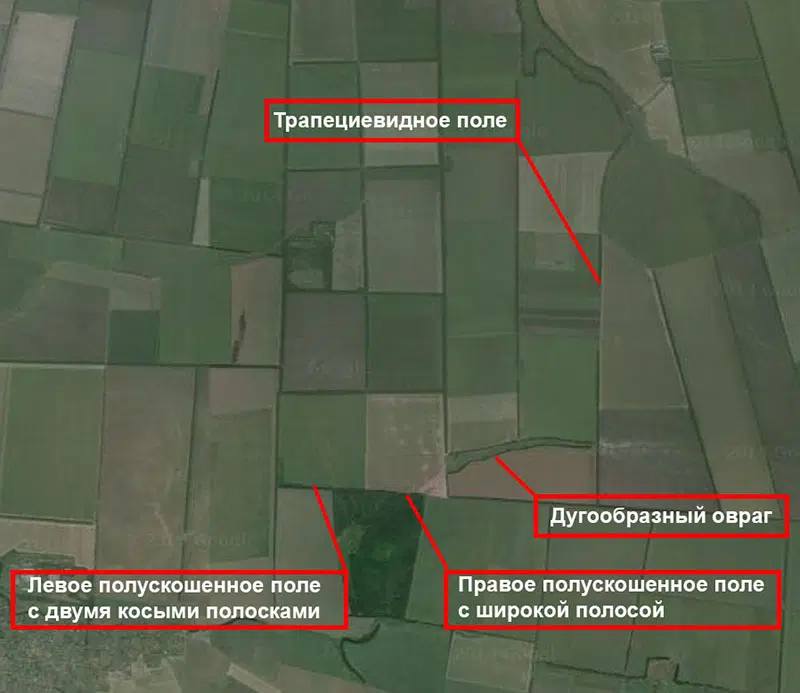 Трапециевидное поле
Дугообразный овраг
Левое полускошенное поле
с двумя косыми полосками
Правое полускошенное поле
с широкой полосой